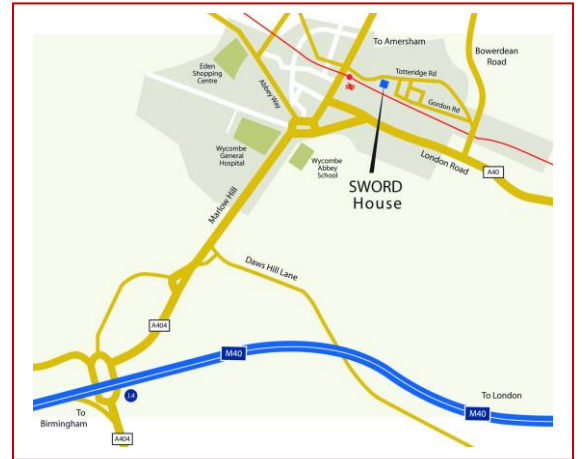 To Amersham
Bowerdean
Road
Eden
Shopping
Centre
Abbey Way
Totteridge Rd
Gordon Rd
Wycombe
General
Hospital
Wycombe
Abbey
School
London Road
A40
SWORD
House
Marlow Hill
Daws Hill Lane
A404
M40
J.4
To London
To
Birmingham
M40
A404